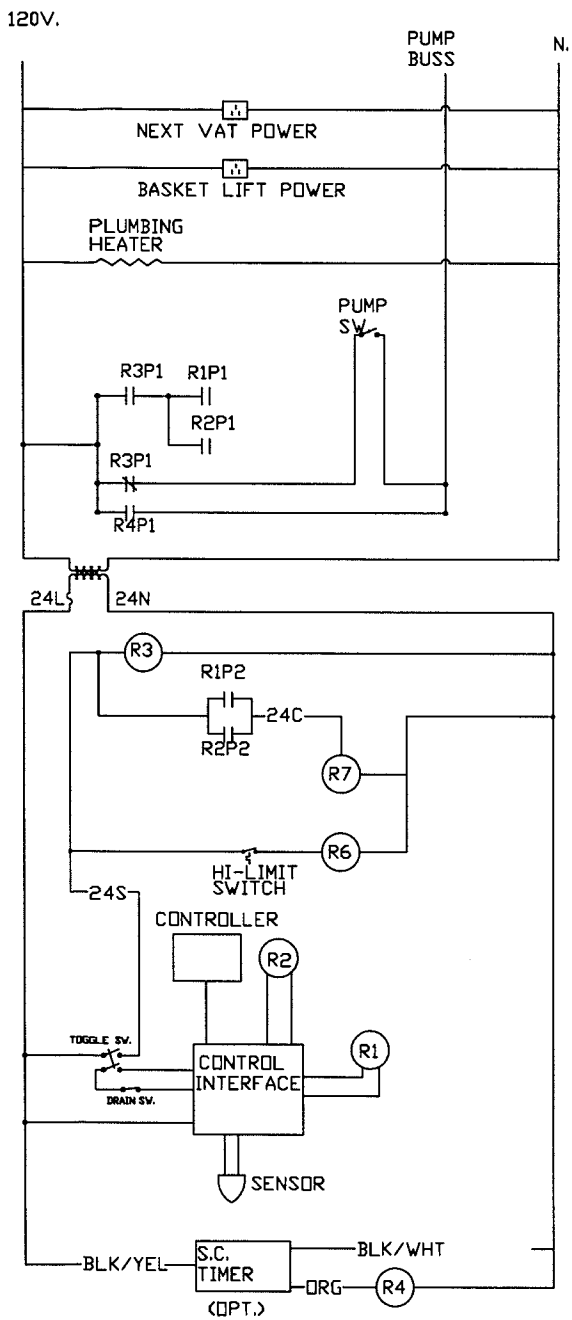 120V.
PUMP
BUSS
N.
NEXT VAT POWER
BASKET LIFT POWER
PLUMBING
HEATER
PUMP
SW
R3P1
R1P1
R2P1
R3P1
R4P1
24L
24N
R3
R1P2
24C
R2P2
R7
R6
HI-LIMIT
SWITCH
24S
CONTROLLER
R2
TOGGLE SW.
R1
CONTROL
INTERFACE
DRAIN SW.
SENSOR
S.C.
TIMER
BLK/WHT
BLK/YEL
ORG
R4
(OPT.)